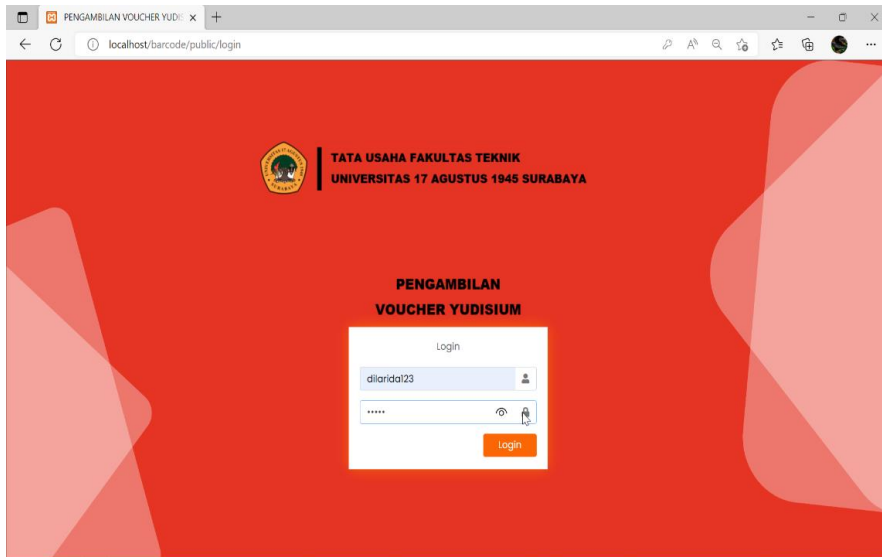 PENGAMBILAN VOUCHER YUDIS
localhost/barcode/public/login
TATA USAHA FAKULTAS TEKNIK
UNIVERSITAS 17 AGUSTUS 1945 SURABAYA
PENGAMBILAN
VOUCHER YUDISIUM
Login
dilarida123
•••••
Login